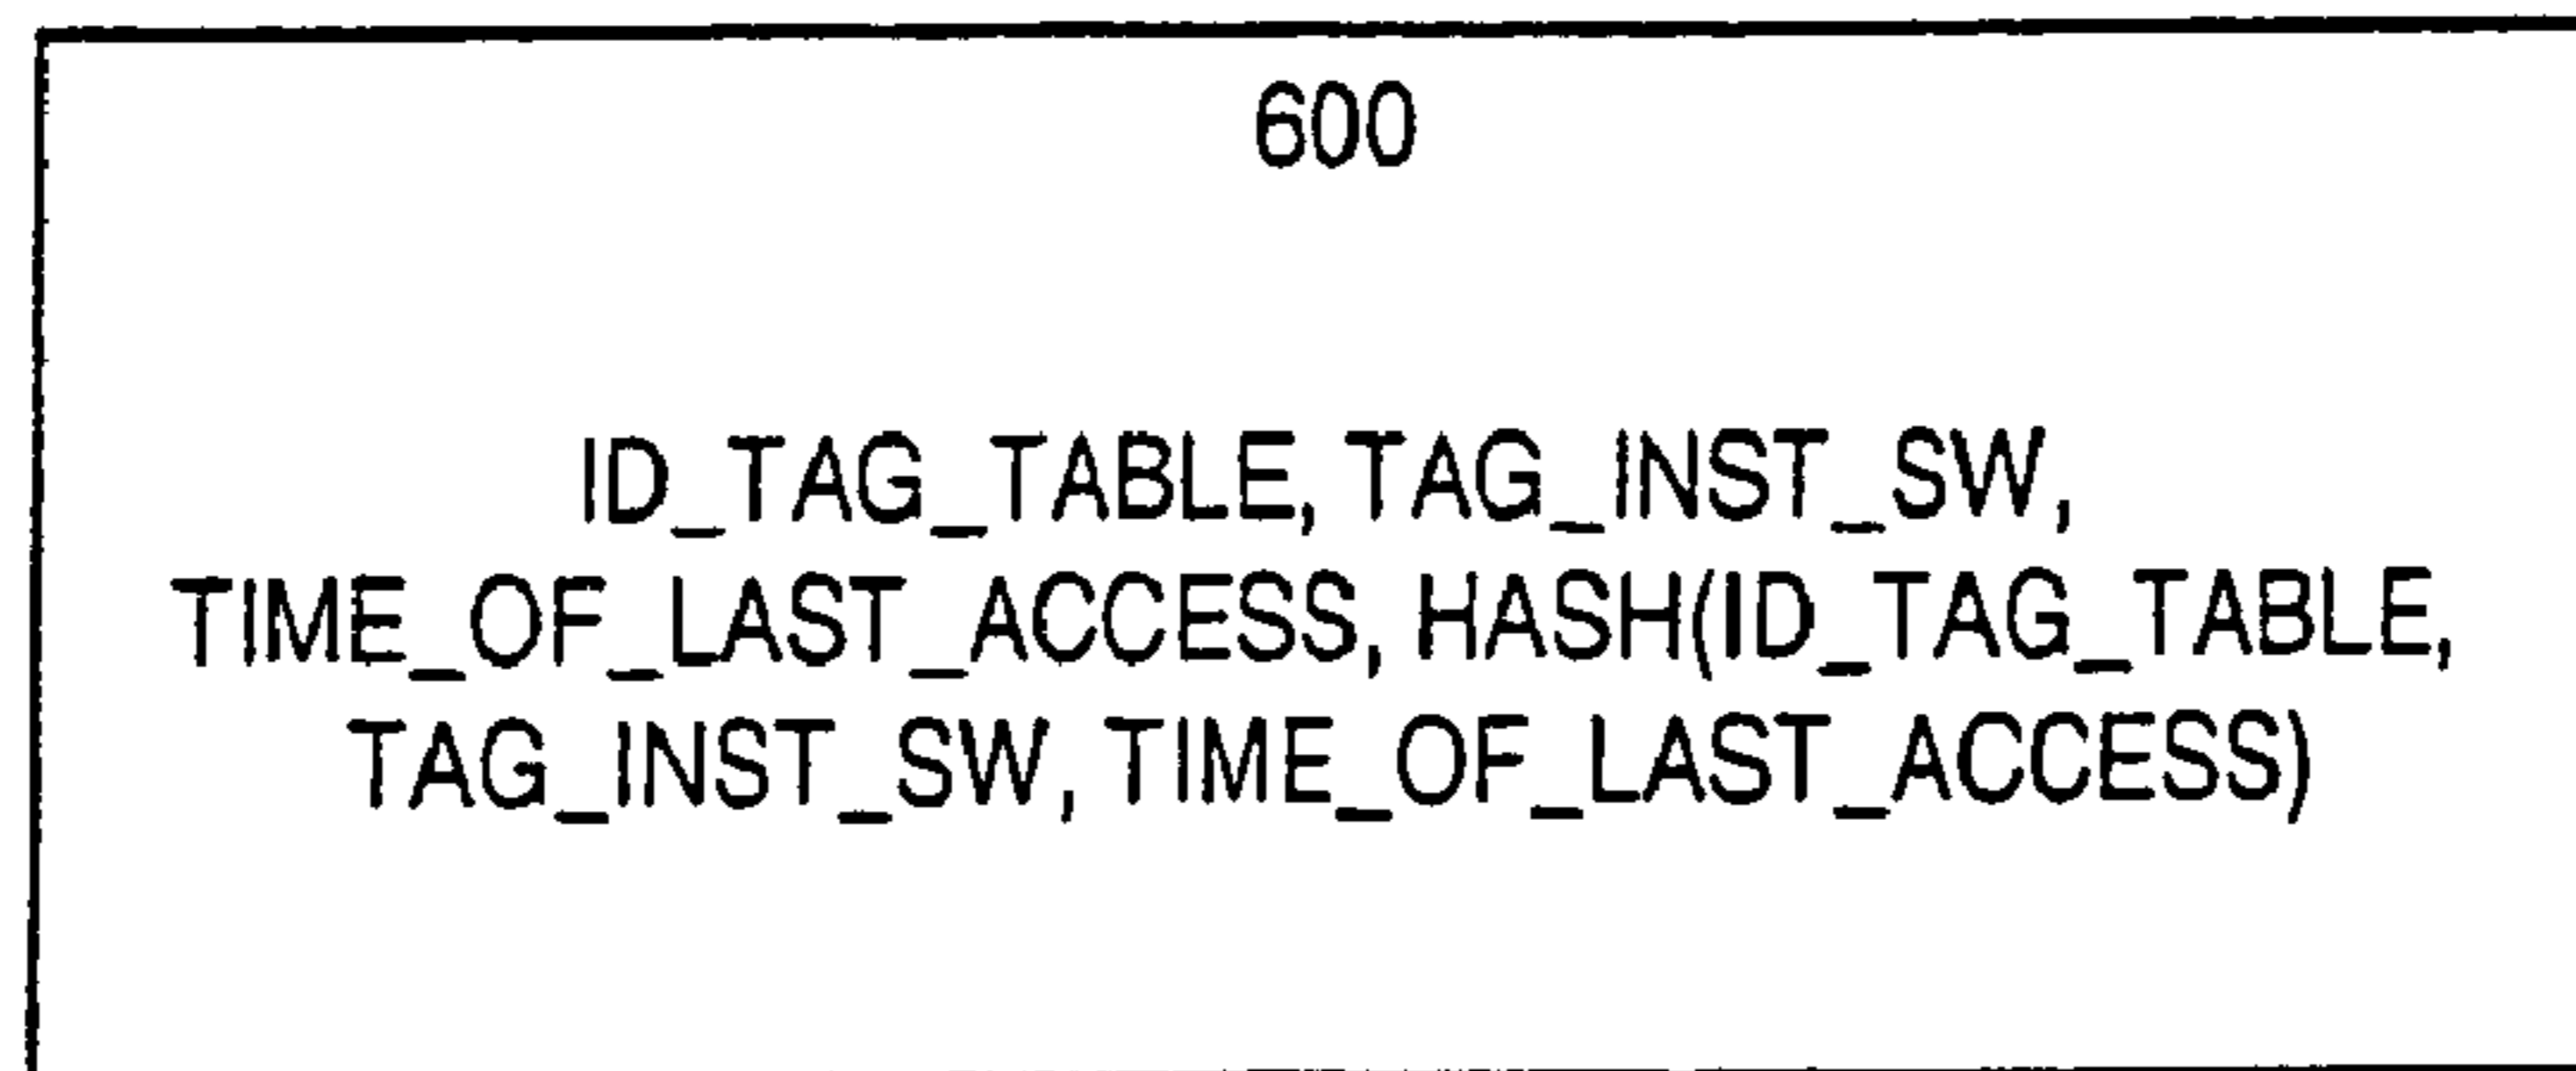 600
ID_TAG_TABLE, TAG_INST_SW,
TIME_OF_LAST_ACCESS, HASH(ID_TAG_TABLE,
TAG_INST_SW, TIME_OF_LAST_ACCESS)